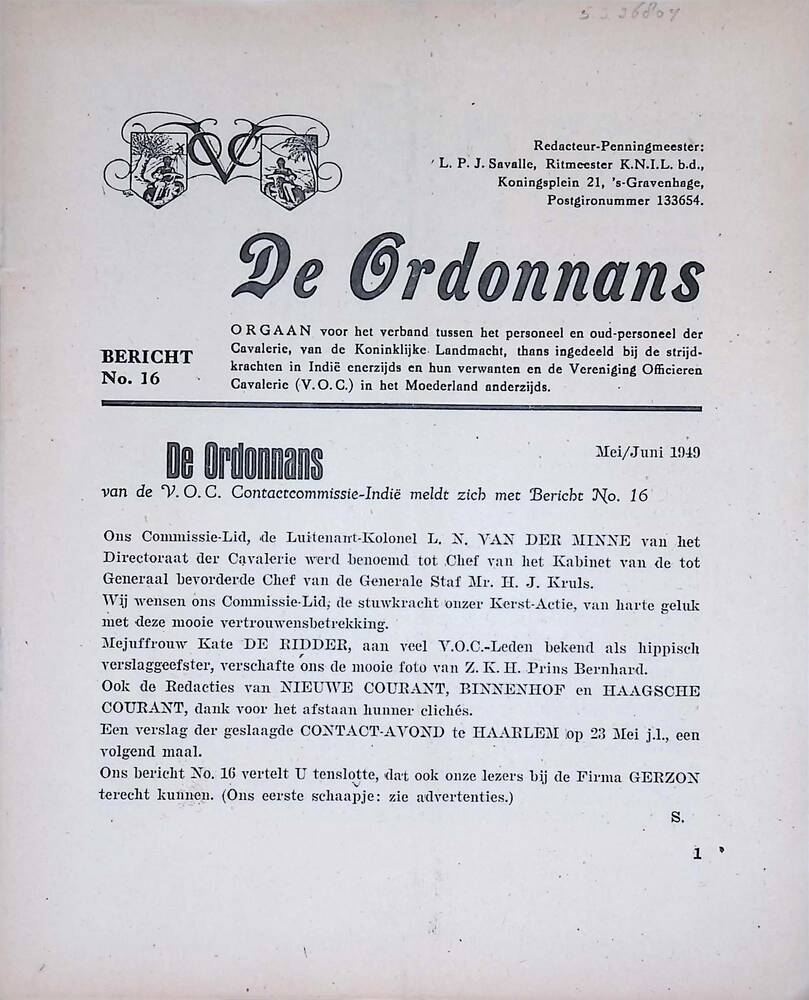 Redacteur-Penningmeester:
L. P. J. Savalle, Ritmeester K.N.I.L. b.d.,
Koningsplein 21, 's-Gravenhage,
Postgironummer 133654.
VOC
De Ordonnans
BERICHT
No. 16
ORGAAN voor het verband tussen het personeel en oud-personeel der
Cavalerie, van de Koninklijke Landmacht, thans ingedeeld bij de strijd-
krachten in Indië enerzijds en hun verwanten en de Vereniging Officieren
Cavalerie (V.O.C.) in het Moederland anderzijds.
De Ordonnans
Mei/Juni 1949
van de V.O.C. Contactcommissie-Indië meldt zich met Bericht No. 16
Ons Commissie-Lid, de Luitenant-Kolonel L. N. VAN DER MINNE van het
Directoraat der Cavalerie werd benoemd tot Chef van het Kabinet van de tot
Generaal bevorderde Chef van de Generale Staf Mr. H. J. Kruls.
Wij wensen ons Commissie-Lid, de stuwkracht onzer Kerst-Actie, van harte geluk
met deze mooie vertrouwensbetrekking.
Mejuffrouw Kate DE RIDDER, aan veel V.O.C.-Leden bekend als hippisch
verslaggeefster, verschafte ons de mooie foto van Z. K. H. Prins Bernhard.
Ook de Redacties van NIEUWE COURANT, BINNENHOF en HAAGSCHE
COURANT, dank voor het afstaan hunner clichés.
Een verslag der geslaagde CONTACT-AVOND te HAARLEM op 23 Mei j.l., een
volgend maal.
Ons bericht No. 16 vertelt U tenslotte, dat ook onze lezers bij de Firma GERZON
terecht kunnen. (Ons eerste schaapje: zie advertenties.)
S.
1